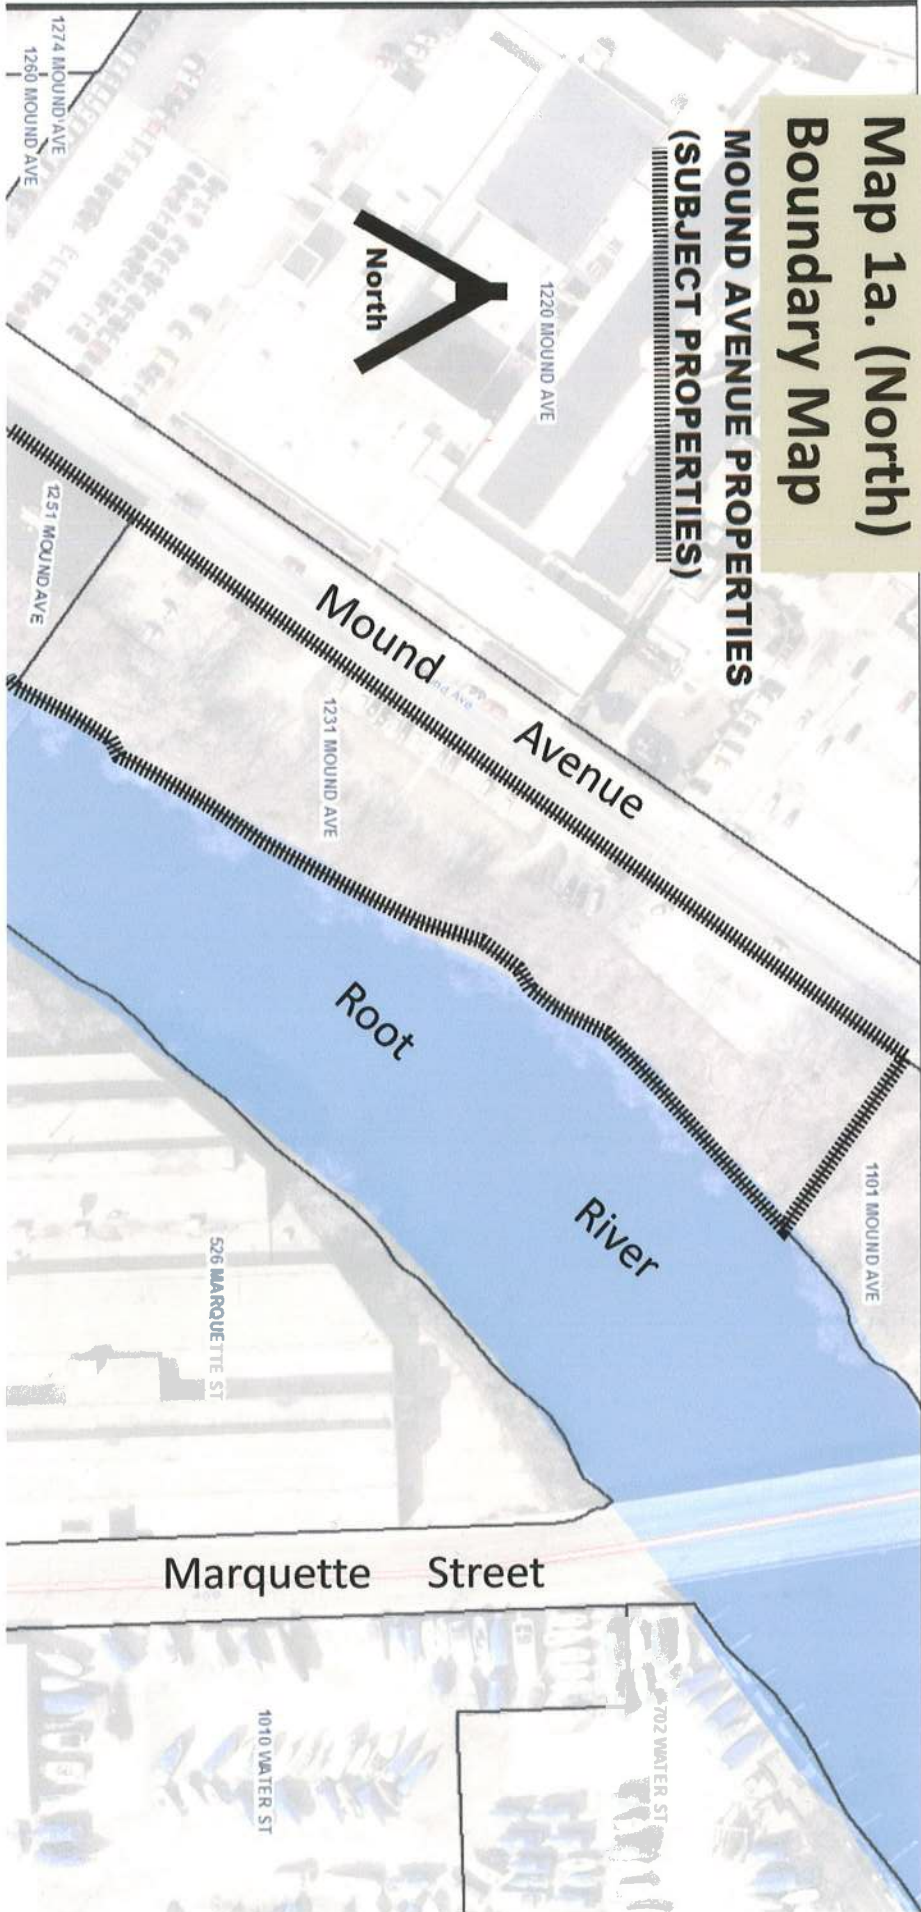 Map 1a. (North)
Boundary Map
MOUND AVENUE PROPERTIES
(SUBJECT PROPERTIES)
1274 MOUND AVE
1260 MOUND AVE
North
1220 MOUND AVE
1251 MOUND AVE
Mound Avenue
nd Ave
1231 MOUND AVE
Root River
1101 MOUND AVE
526 MARQUETTE ST
Marquette Street
702 WATER ST
1010 WATER ST